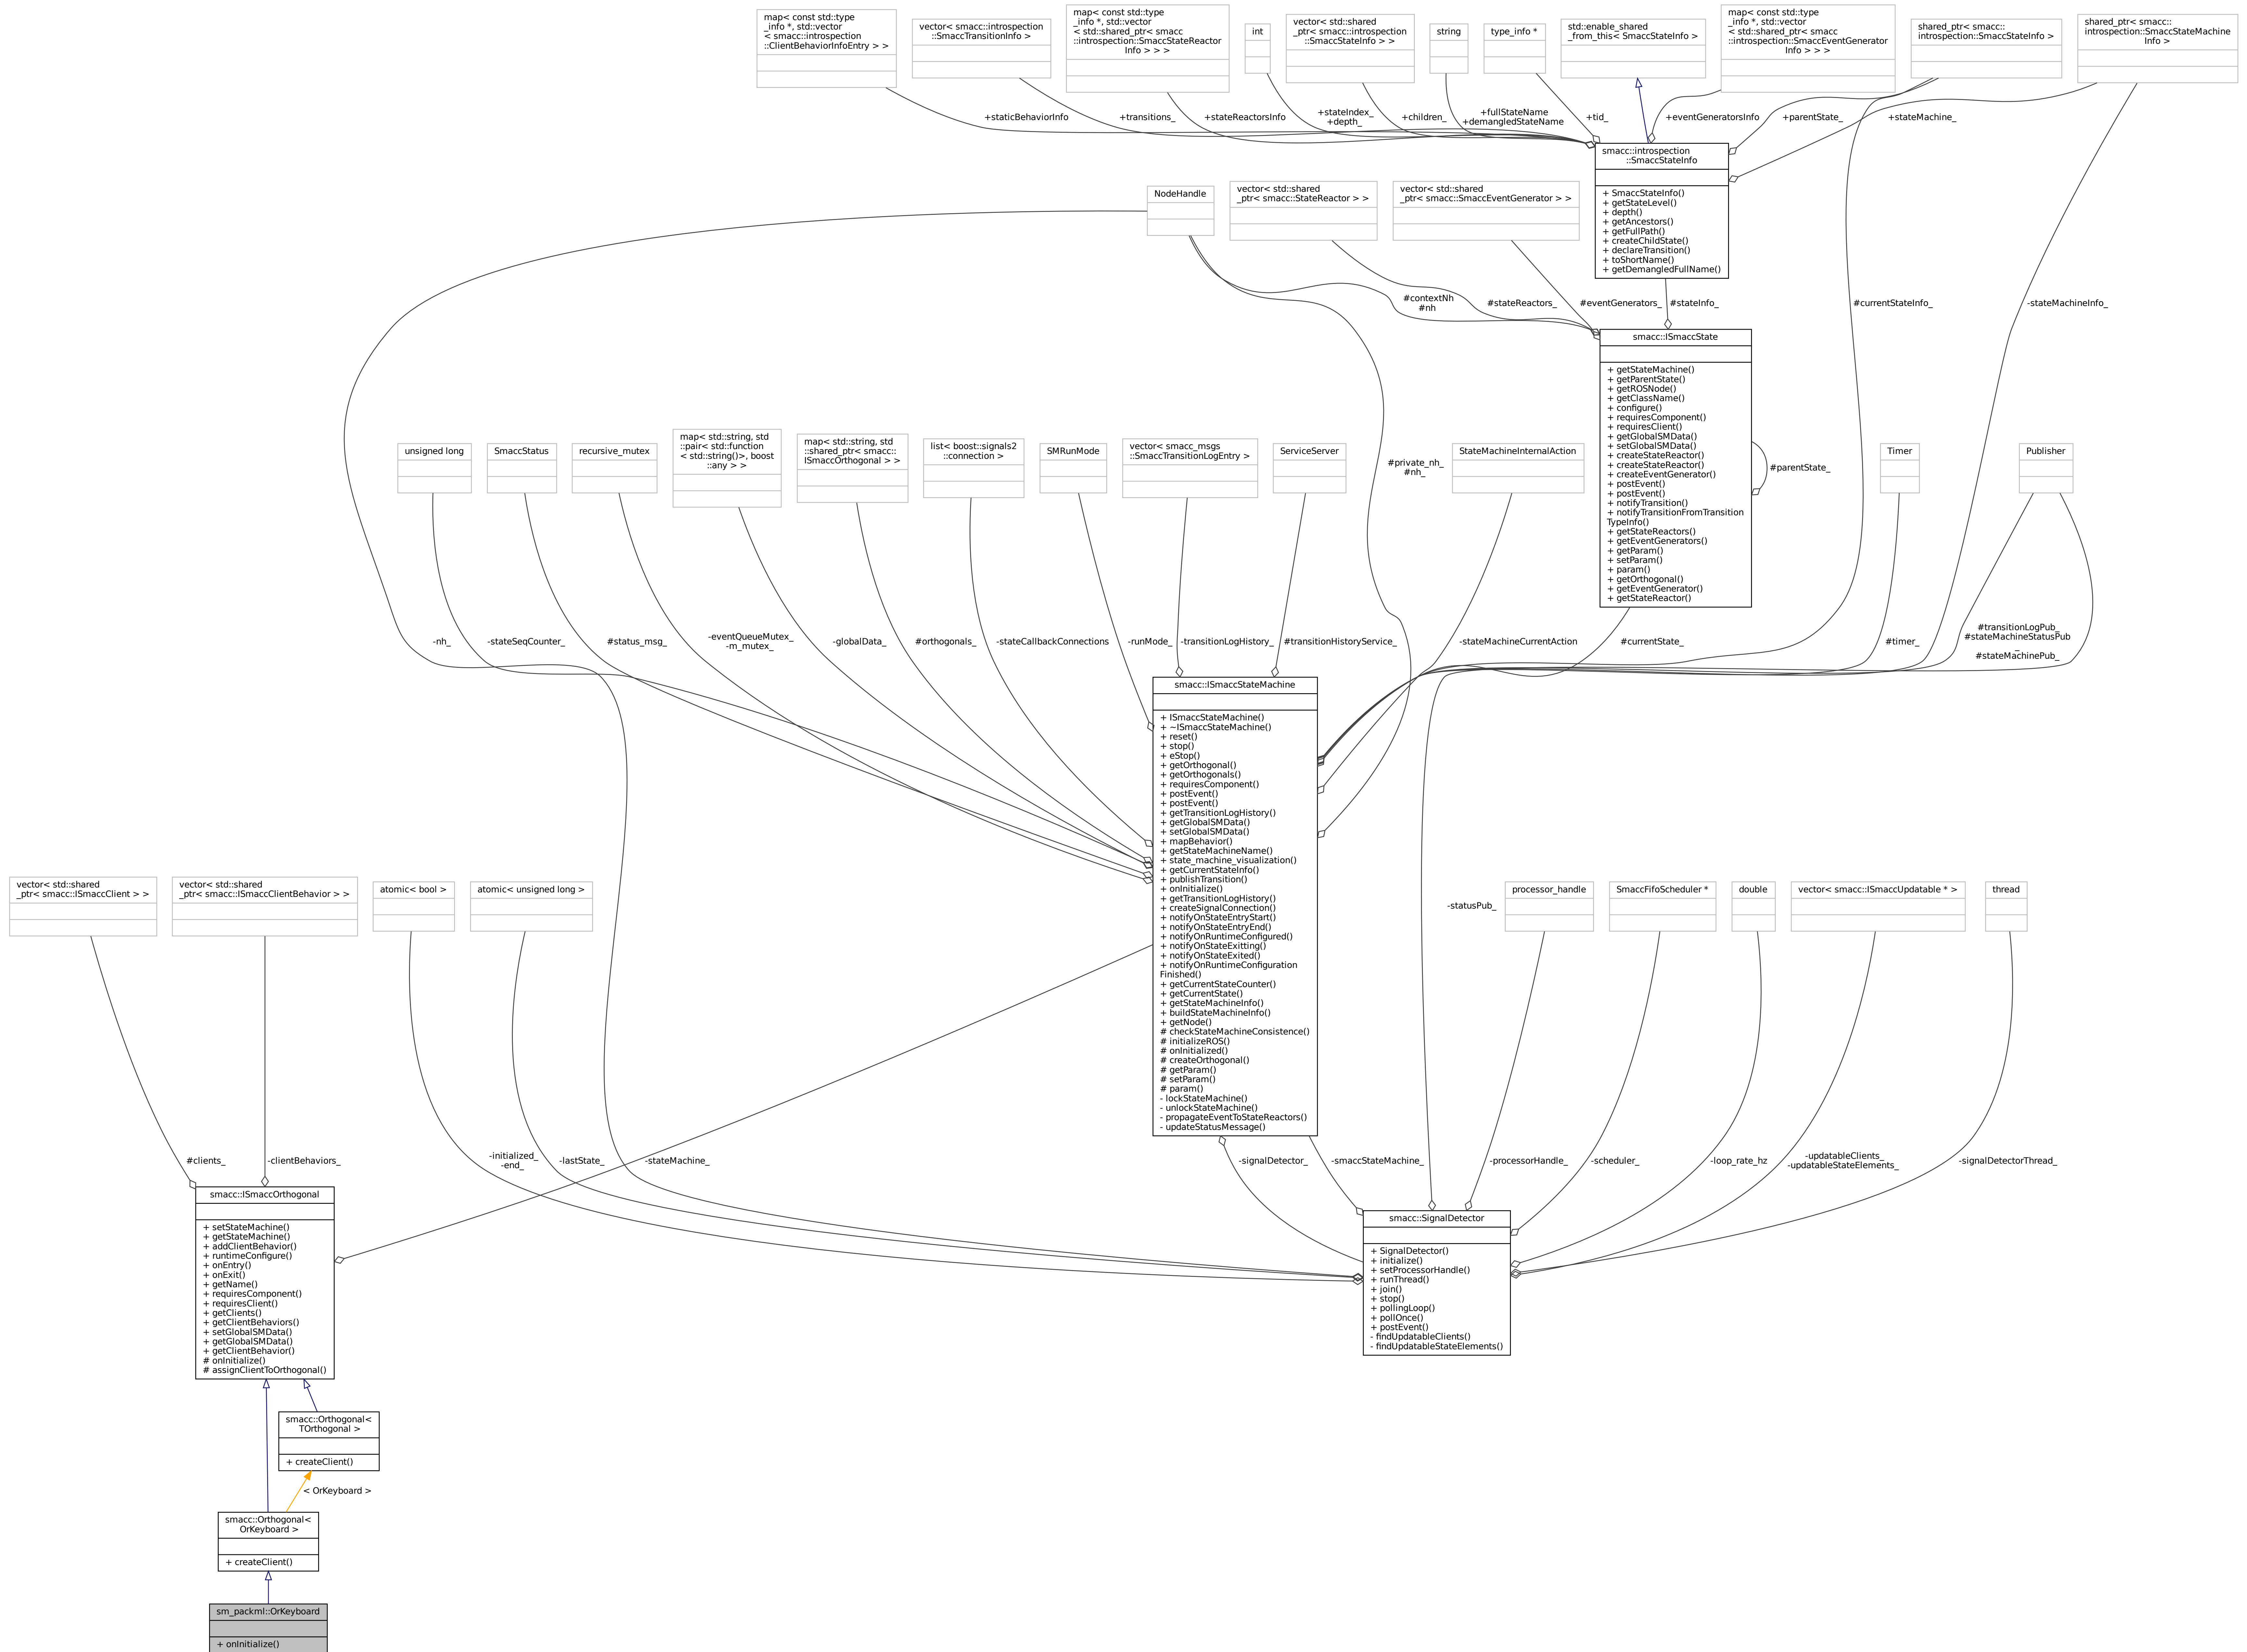 map< const std::type
_info *, std::vector
< smacc::introspection
::ClientBehaviorInfoEntry > >
vector< smacc::introspection
::SmaccTransitionInfo >
map< const std::type
_info *, std::vector
< std::shared_ptr< smacc
::introspection::SmaccStateReactor
Info > > >
int
vector< std::shared
_ptr< smacc::introspection
::SmaccStateInfo > >
string
type_info *
std::enable_shared
_from_this< SmaccStateInfo >
map< const std::type
_info *, std::vector
< std::shared_ptr< smacc
::introspection::SmaccEventGenerator
Info > > >
shared_ptr< smacc::
introspection::SmaccStateInfo >
shared_ptr< smacc::
introspection::SmaccStateMachine
Info >
+staticBehaviorInfo
+transitions_
+stateReactorsInfo
+stateIndex_
+depth_
+children_
+fullStateName
+demangledStateName
+tid_
+eventGeneratorsInfo
+parentState_
+stateMachine_
smacc::introspection
::SmaccStateInfo
+ SmaccStateInfo()
+ getStateLevel()
+ depth()
+ getAncestors()
+ getFullPath()
+ createChildState()
+ declareTransition()
+ toShortName()
+ getDemangledFullName()
NodeHandle
vector< std::shared
_ptr< smacc::StateReactor > >
vector< std::shared
_ptr< smacc::SmaccEventGenerator > >
#contextNh
#nh
#stateReactors_
#eventGenerators_
#stateInfo_
#currentStateInfo_
-stateMachineInfo_
smacc::ISmaccState
+ getStateMachine()
+ getParentState()
+ getROSNode()
+ getClassName()
+ configure()
+ requiresComponent()
+ requiresClient()
+ getGlobalSMData()
+ setGlobalSMData()
+ createStateReactor()
+ createStateReactor()
+ createEventGenerator()
+ postEvent()
+ postEvent()
+ notifyTransition()
+ notifyTransitionFromTransition
TypeInfo()
+ getStateReactors()
+ getEventGenerators()
+ getParam()
+ setParam()
+ param()
+ getOrthogonal()
+ getEventGenerator()
+ getStateReactor()
#parentState_
unsigned long
SmaccStatus
recursive_mutex
map< std::string, std
::pair< std::function
< std::string()>, boost
::any > >
map< std::string, std
::shared_ptr< smacc::
ISmaccOrthogonal > >
list< boost::signals2
::connection >
SMRunMode
vector< smacc_msgs
::SmaccTransitionLogEntry >
ServiceServer
#private_nh_
#nh_
StateMachineInternalAction
Timer
Publisher
-nh_
-stateSeqCounter_
#status_msg_
-eventQueueMutex_
-m_mutex_
-globalData_
#orthogonals_
-stateCallbackConnections
-runMode_
-transitionLogHistory_
#transitionHistoryService_
-stateMachineCurrentAction
#currentState_
#timer_
#transitionLogPub_
#stateMachineStatusPub
_
#stateMachinePub_
smacc::ISmaccStateMachine
+ ISmaccStateMachine()
+ ~ISmaccStateMachine()
+ reset()
+ stop()
+ eStop()
+ getOrthogonal()
+ getOrthogonals()
+ requiresComponent()
+ postEvent()
+ postEvent()
+ getTransitionLogHistory()
+ getGlobalSMData()
+ setGlobalSMData()
+ mapBehavior()
+ getStateMachineName()
+ state_machine_visualization()
+ getCurrentStateInfo()
+ publishTransition()
+ onInitialize()
+ getTransitionLogHistory()
+ createSignalConnection()
+ notifyOnStateEntryStart()
+ notifyOnStateEntryEnd()
+ notifyOnRuntimeConfigured()
+ notifyOnStateExitting()
+ notifyOnStateExited()
+ notifyOnRuntimeConfiguration
Finished()
+ getCurrentStateCounter()
+ getCurrentState()
+ getStateMachineInfo()
+ buildStateMachineInfo()
+ getNode()
# checkStateMachineConsistence()
# initializeROS()
# onInitialized()
# createOrthogonal()
# getParam()
# setParam()
# param()
- lockStateMachine()
- unlockStateMachine()
- propagateEventToStateReactors()
- updateStatusMessage()
vector< std::shared
_ptr< smacc::ISmaccClient > >
vector< std::shared
_ptr< smacc::ISmaccClientBehavior > >
atomic< bool >
atomic< unsigned long >
-statusPub_
processor_handle
SmaccFifoScheduler *
double
vector< smacc::ISmaccUpdatable * >
thread
#clients_
-clientBehaviors_
-initialized_
-end_
-lastState_
-stateMachine_
-signalDetector_
-smaccStateMachine_
-processorHandle_
-scheduler_
-loop_rate_hz
-updatableClients_
-updatableStateElements_
-signalDetectorThread_
smacc::ISmaccOrthogonal
+ setStateMachine()
+ getStateMachine()
+ addClientBehavior()
+ runtimeConfigure()
+ onEntry()
+ onExit()
+ getName()
+ requiresComponent()
+ requiresClient()
+ getClients()
+ getClientBehaviors()
+ setGlobalSMData()
+ getGlobalSMData()
+ getClientBehavior()
# onInitialize()
# assignClientToOrthogonal()
smacc::SignalDetector
+ SignalDetector()
+ initialize()
+ setProcessorHandle()
+ runThread()
+ join()
+ stop()
+ pollingLoop()
+ pollOnce()
+ postEvent()
- findUpdatableClients()
- findUpdatableStateElements()
smacc::Orthogonal<
TOrthogonal >
+ createClient()
< OrKeyboard >
smacc::Orthogonal<
OrKeyboard >
+ createClient()
sm_packml::OrKeyboard
+ onInitialize()